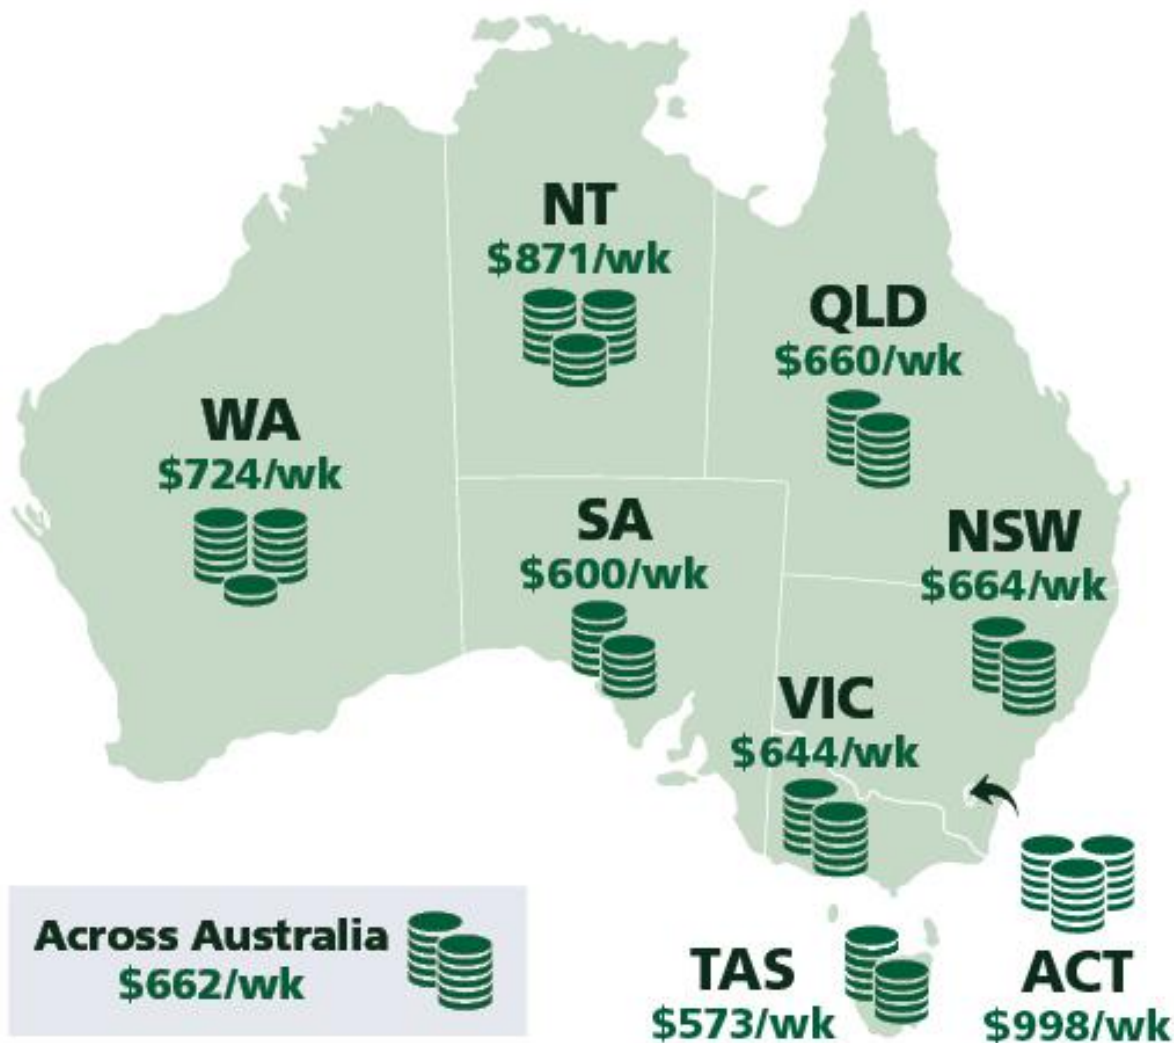 NT
$871/wk
QLD
$660/wk
WA
$724/wk
SA
$600/wk
NSW
$664/wk
VIC
$644/wk
Across Australia
$662/wk
TAS
$573/wk
ACT
$998/wk